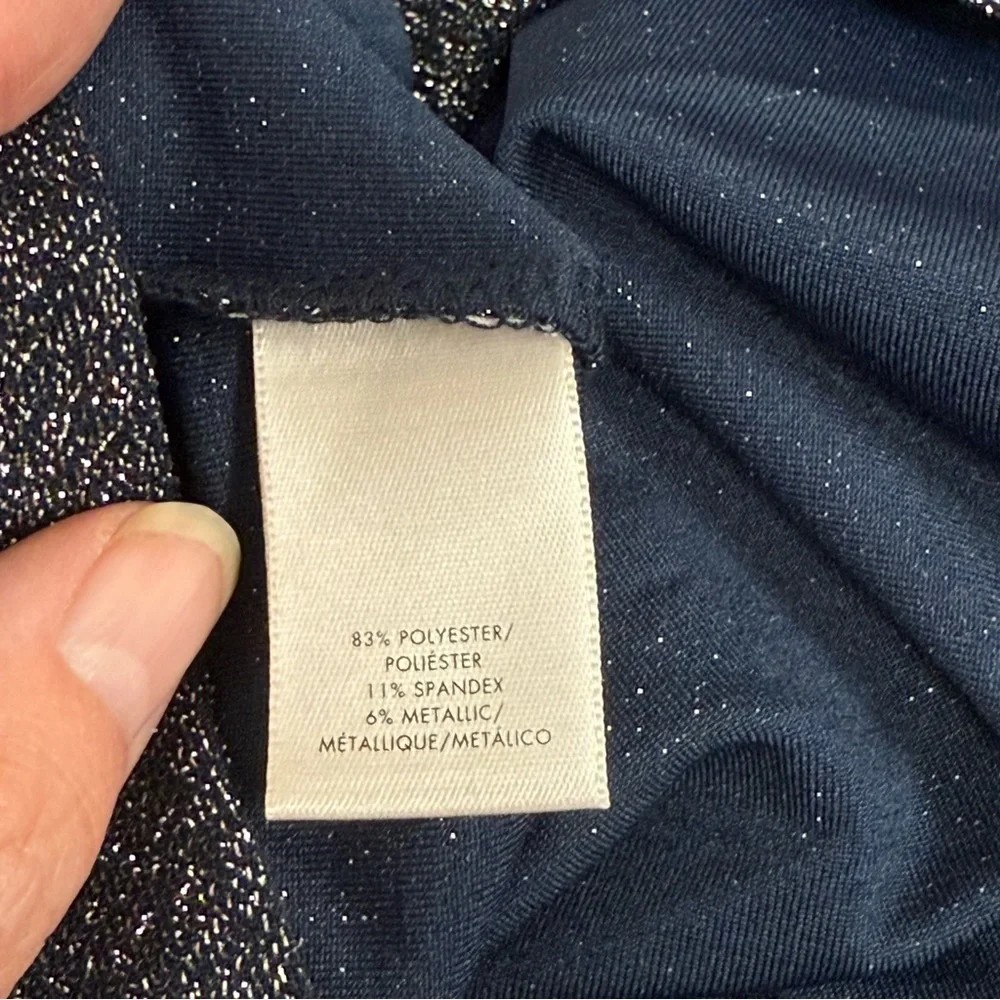 83% POLYESTER/
POLIÉSTER
11% SPANDEX
6% METALLIC/
MÉTALLIQUE/METÁLICO